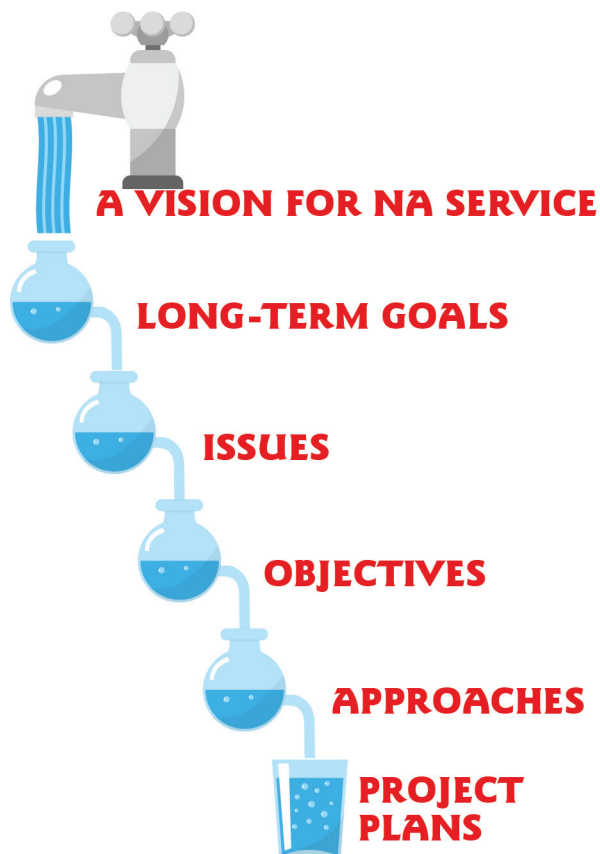 A VISION FOR NA SERVICE
LONG-TERM GOALS
ISSUES
OBJECTIVES
APPROACHES
PROJECT
PLANS